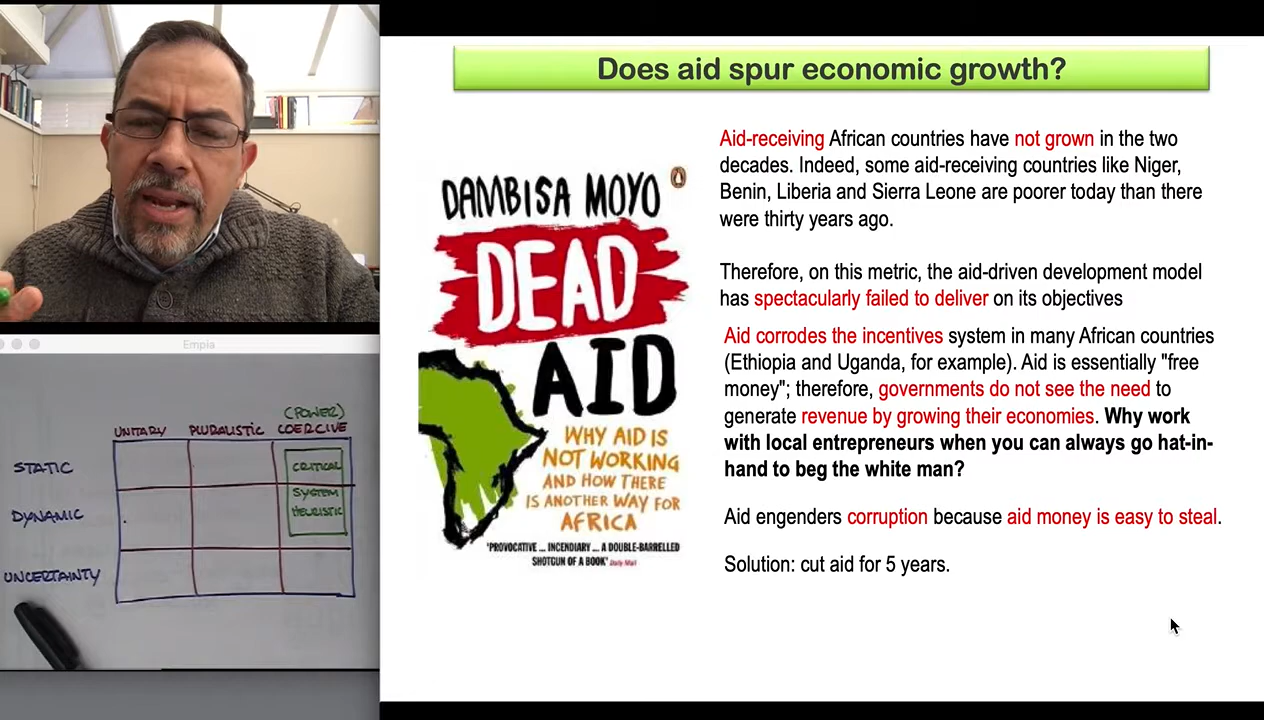 Does aid spur economic growth?
Aid-receiving African countries have not grown in the two
decades. Indeed, some aid-receiving countries like Niger,
Benin, Liberia and Sierra Leone are poorer today than there
were thirty years ago.
Therefore, on this metric, the aid-driven development model
has spectacularly failed to deliver on its objectives
Aid corrodes the incentives system in many African countries
(Ethiopia and Uganda, for example). Aid is essentially "free
money"; therefore, governments do not see the need to
generate revenue by growing their economies. Why work
with local entrepreneurs when you can always go hat-in-
hand to beg the white man?
Aid engenders corruption because aid money is easy to steal.
Solution: cut aid for 5 years.
DAMBISA MOYO
DEAD
AID
WHY AID IS
NOT WORKING
AND HOW THERE
IS ANOTHER WAY FOR
AFRICA
'PROVOCATIVE ... INCENDIARY ... A DOUBLE-BARRELLED
SHOTGUN OF A BOOK' Daily Mail
Empia
(POWER)
UNITARY PLURALISTIC COERCIVE
STATIC
CRITICAL
SYSTEM
DYNAMIC
HEURISTIC
UNCERTAINTY